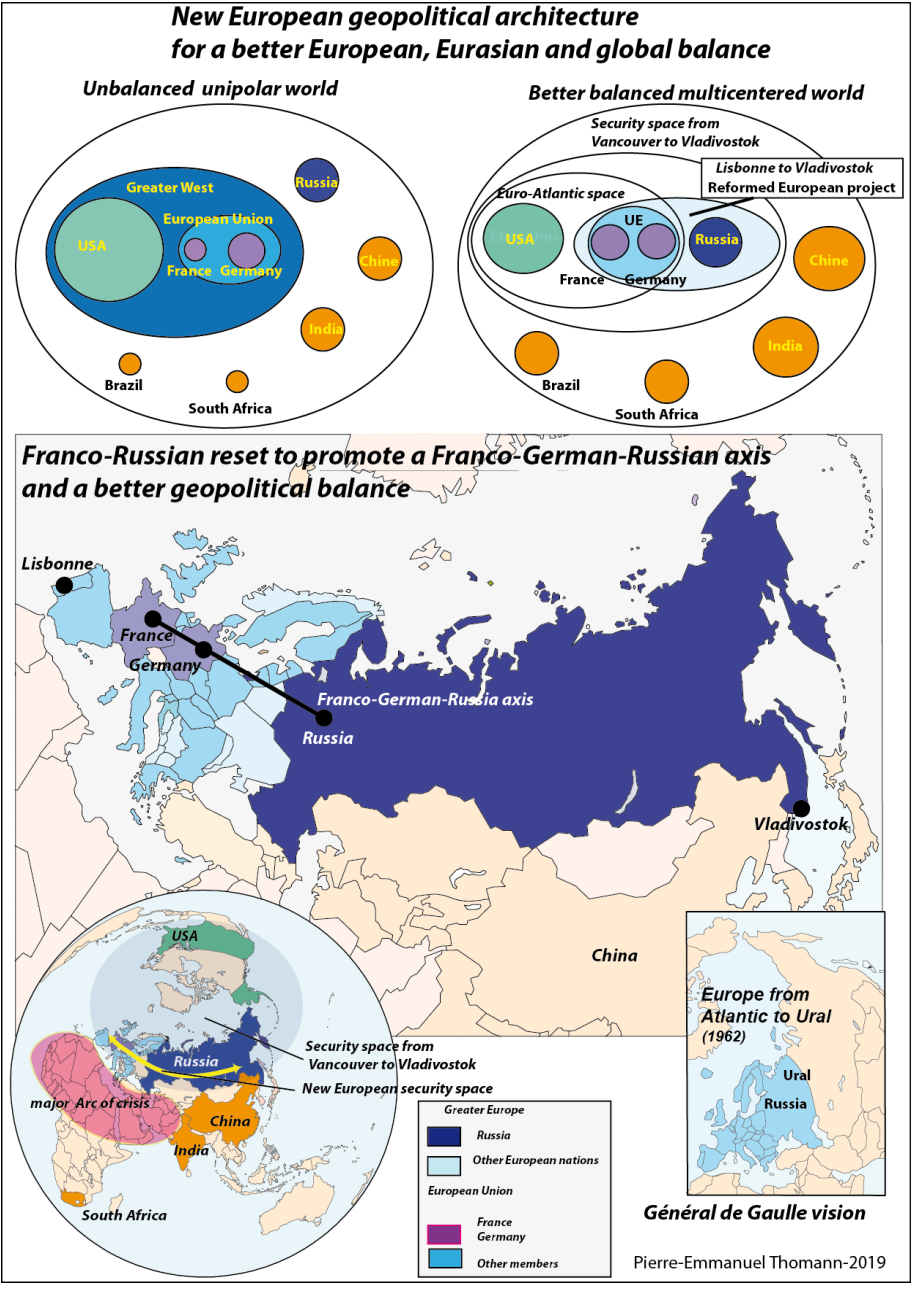 New European geopolitical architecture
for a better European, Eurasian and global balance
Unbalanced unipolar world
Greater West
USA
European Union
France
Germany
Russia
Chine
India
Brazil
South Africa
Better balanced multicentered world
Security space from
Vancouver to Vladivostok
Lisbonne to Vladivostok
Reformed European project
Euro-Atlantic space
USA
UE
France
Germany
Russia
Chine
India
Brazil
South Africa
Franco-Russian reset to promote a Franco-German-Russian axis
and a better geopolitical balance
Lisbonne
France
Germany
Franco-German-Russia axis
Russia
Vladivostok
China
USA
Russia
Security space from
Vancouver to Vladivostok
New European security space
major Arc of crisis
China
India
South Africa
Greater Europe
Russia
Other European nations
European Union
France
Germany
Other members
Europe from
Atlantic to Ural
(1962)
Ural
Russia
Général de Gaulle vision
Pierre-Emmanuel Thomann-2019